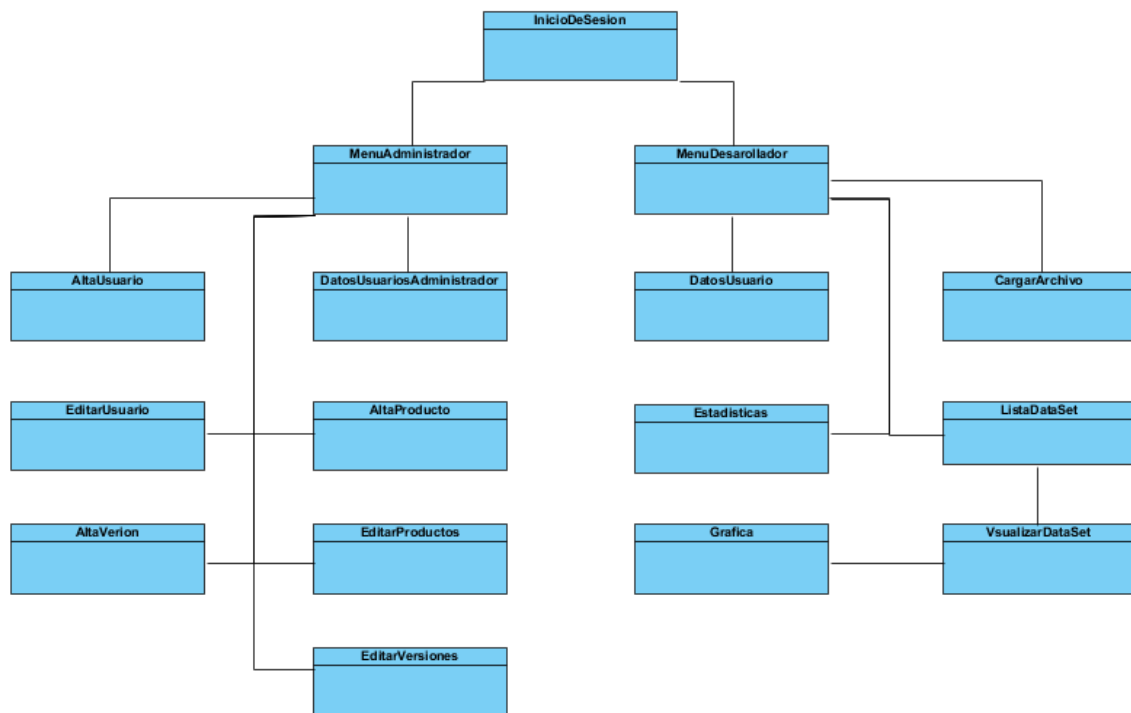 InicioDeSesion
MenuAdministrador
MenuDesarollador
AltaUsuario
DatosUsuariosAdministrador
DatosUsuario
CargarArchivo
EditarUsuario
AltaProducto
Estadisticas
ListaDataSet
AltaVerion
EditarProductos
Grafica
VsualizarDataSet
EditarVersiones